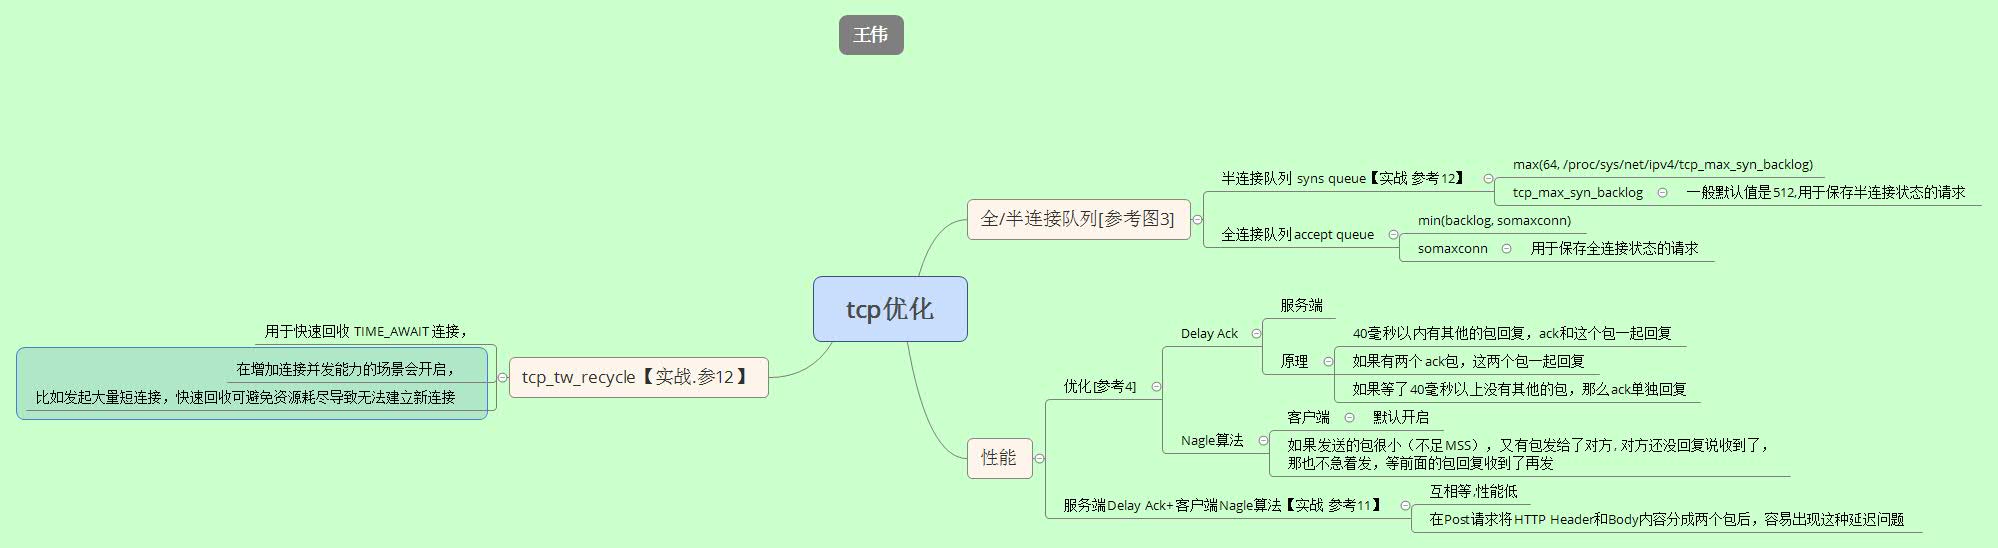 王伟
tcp优化
全/半连接队列[参考图3]
半连接队列 syns queue【实战 参考12】
max(64, /proc/sys/net/ipv4/tcp_max_syn_backlog)
tcp_max_syn_backlog
一般默认值是512,用于保存半连接状态的请求
全连接队列accept queue
min(backlog, somaxconn)
somaxconn
用于保存全连接状态的请求
性能
优化[参考4]
Delay Ack
服务端
原理
40毫秒以内有其他的包回复，ack和这个包一起回复
如果有两个ack包，这两个包一起回复
如果等了40毫秒以上没有其他的包，那么ack单独回复
Nagle算法
客户端
默认开启
如果发送的包很小（不足MSS），又有包发给了对方, 对方还没回复说收到了，
那也不急着发，等前面的包回复收到了再发
服务端Delay Ack+客户端Nagle算法【实战 参考11】
互相等,性能低
在Post请求将HTTP Header和Body内容分成两个包后，容易出现这种延迟问题
tcp_tw_recycle【实战.参12】
用于快速回收 TIME_AWAIT连接，
在增加连接并发能力的场景会开启，
比如发起大量短连接，快速回收可避免资源耗尽导致无法建立新连接